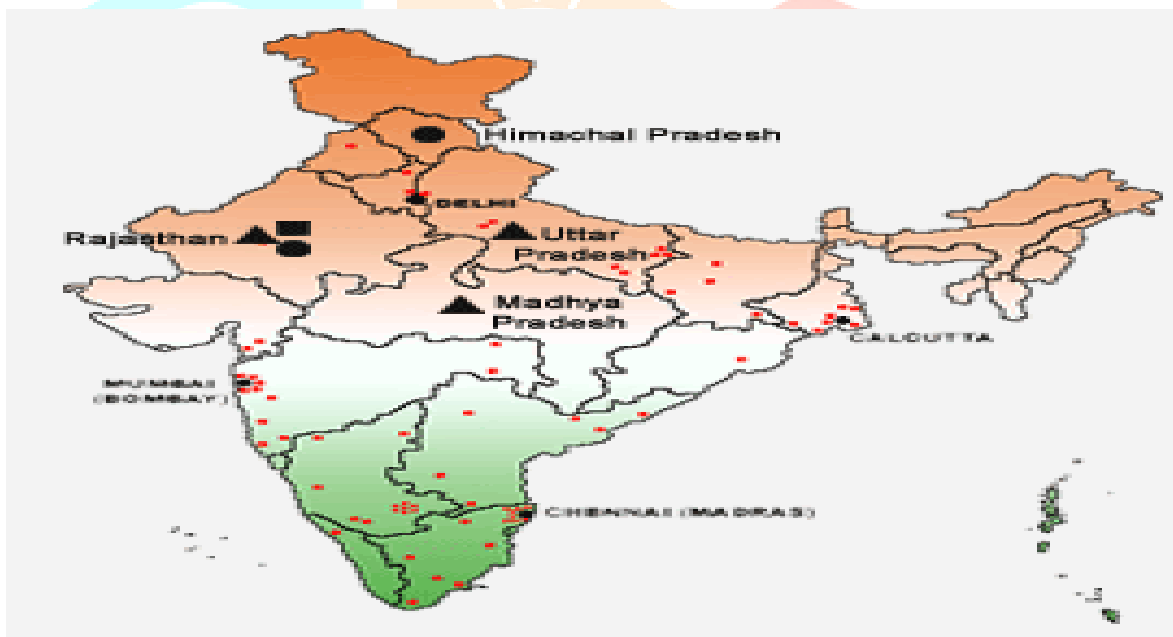 Himachal Pradesh
DELHI
Rajasthan
Uttar
Pradesh
Madhya
Pradesh
CALCUTTA
MUMBAI
(BOMBAY)
CHENNAI (MADRAS)